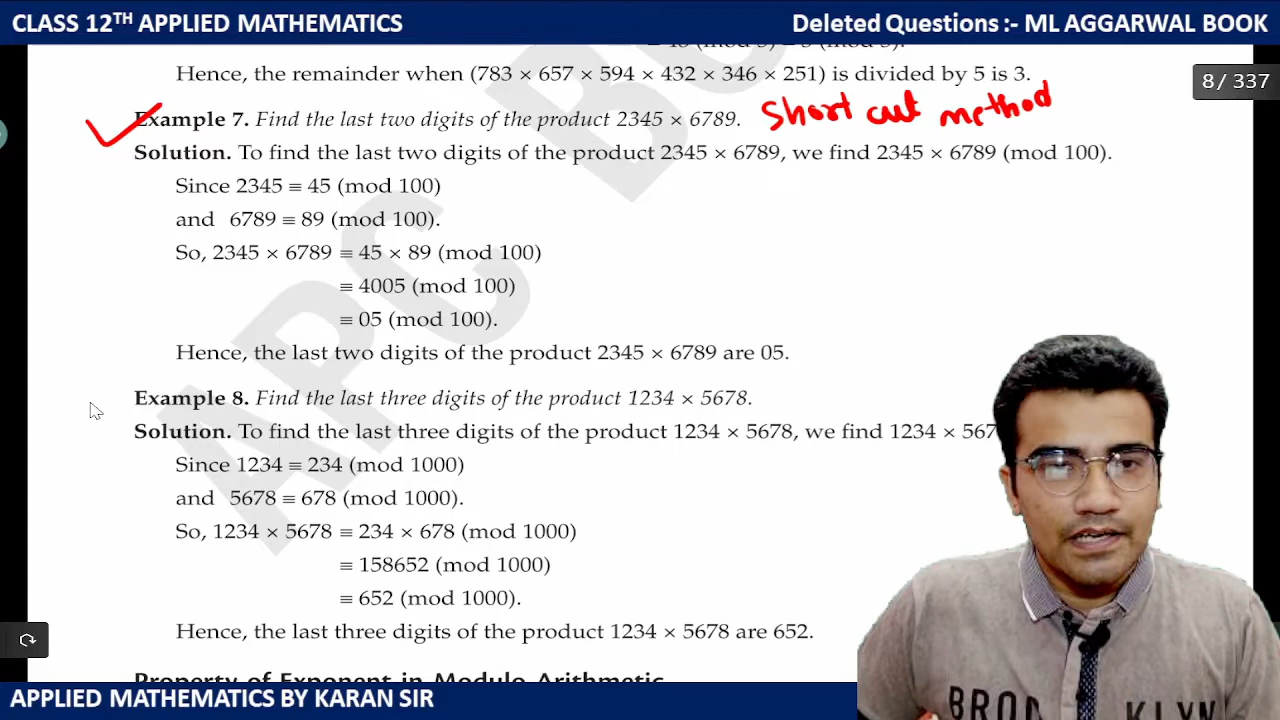 CLASS 12TH APPLIED MATHEMATICS
Deleted Questions :- ML AGGARWAL BOOK
Hence, the remainder when (783 × 657 × 594 × 432 × 346 × 251) is divided by 5 is 3.
8 / 337
Example 7. Find the last two digits of the product 2345 × 6789. Short cut method
Solution. To find the last two digits of the product 2345 × 6789, we find 2345 × 6789 (mod 100).
Since 2345 ≡ 45 (mod 100)
and 6789 ≡ 89 (mod 100).
So, 2345 × 6789 ≡ 45 × 89 (mod 100)
≡ 4005 (mod 100)
≡ 05 (mod 100).
Hence, the last two digits of the product 2345 × 6789 are 05.
Example 8. Find the last three digits of the product 1234 × 5678.
Solution. To find the last three digits of the product 1234 × 5678, we find 1234 × 567
Since 1234 ≡ 234 (mod 1000)
and 5678 ≡ 678 (mod 1000).
So, 1234 × 5678 ≡ 234 × 678 (mod 1000)
≡ 158652 (mod 1000)
≡ 652 (mod 1000).
Hence, the last three digits of the product 1234 × 5678 are 652.
Property of Exponent in Modulo Arithmetic
APC B
APPLIED MATHEMATICS BY KARAN SIR